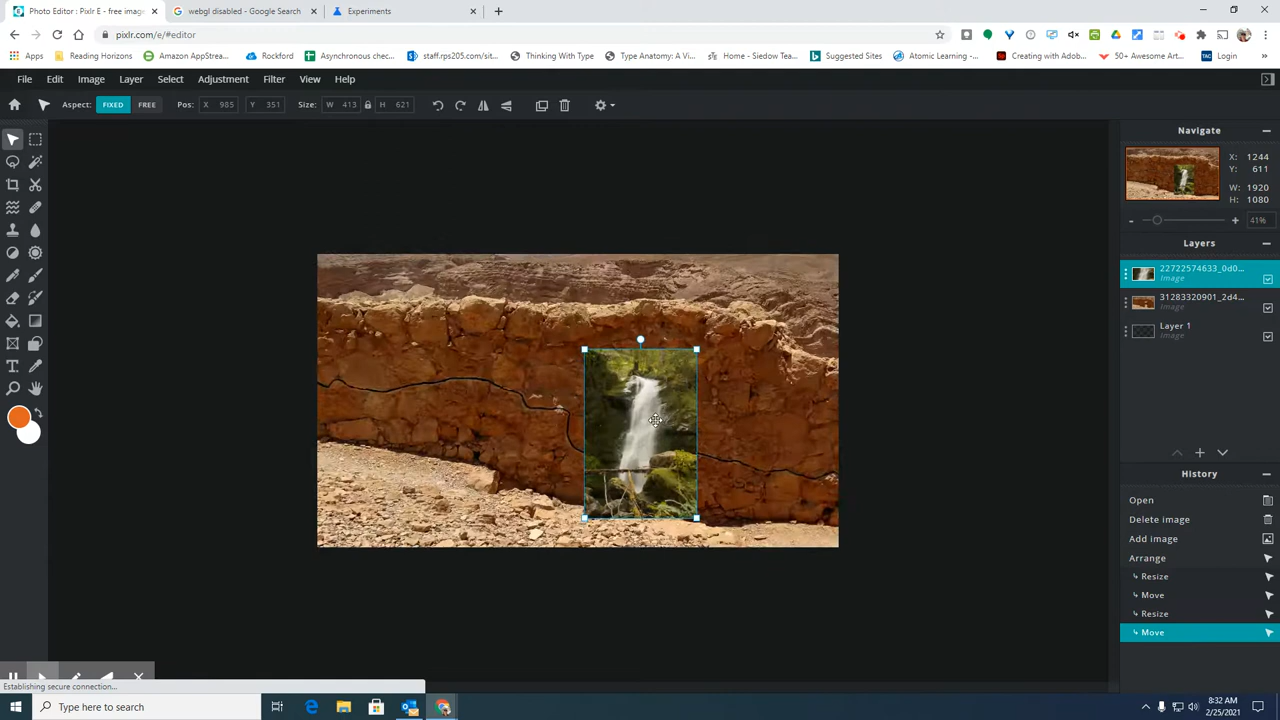 Photo Editor : Pixlr E - free imag
webgl disabled - Google Search
Experiments
pixlr.com/e/#editor
Apps
Reading Horizons
Amazon AppStream...
Rockford
Asynchronous chec...
staff.rps205.com/sit...
Thinking With Type
Type Anatomy: A Vi...
Home - Siedow Tea...
Suggested Sites
Atomic Learning -...
Creating with Adob...
50+ Awesome Art...
Login
File Edit Image Layer Select Adjustment Filter View Help
Aspect: FIXED FREE Pos: X 985 Y 351 Size: W 413 H 621
Navigate
X: 1244
Y: 611
W: 1920
H: 1080
- + 41%
Layers
22722574633_0d0...
Image
31283320901_2d4...
Image
Layer 1
Image
History
Open
Delete image
Add image
Arrange
Resize
Move
Resize
Move
Establishing secure connection...
Type here to search
8:32 AM
2/25/2021